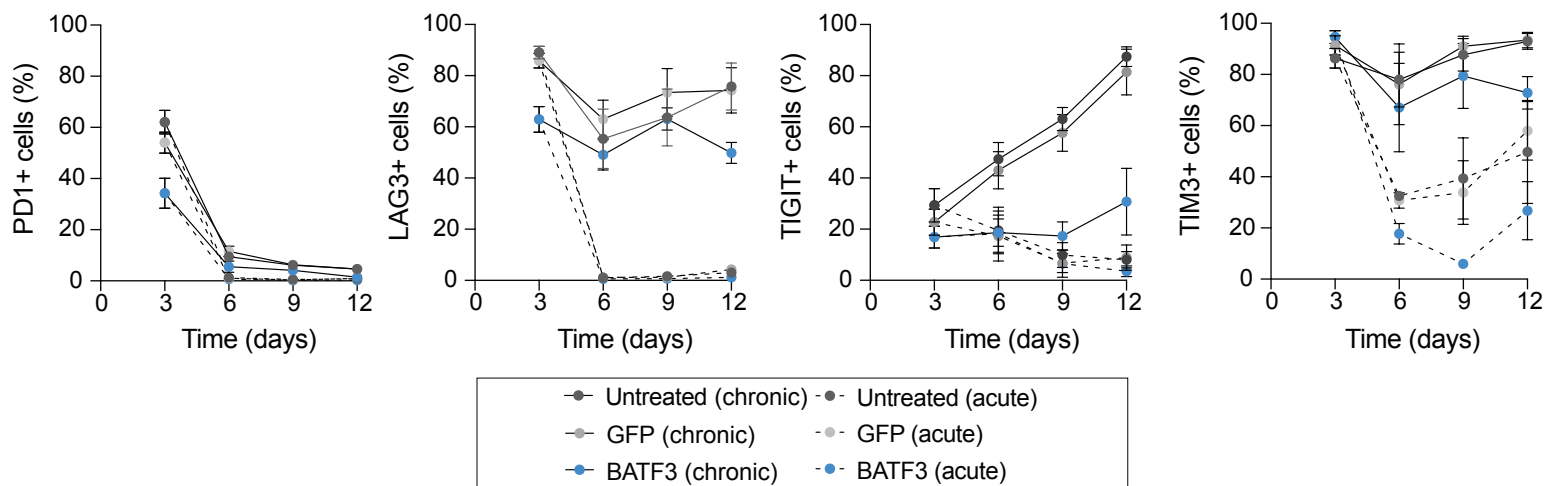 PD1+ cells (%)
100
80
60
40
20
0
0 3 6 9 12
Time (days)
LAG3+ cells (%)
100
80
60
40
20
0
0 3 6 9 12
Time (days)
TIGIT+ cells (%)
100
80
60
40
20
0
0 3 6 9 12
Time (days)
TIM3+ cells (%)
100
80
60
40
20
0
0 3 6 9 12
Time (days)
Untreated (chronic) Untreated (acute)
GFP (chronic) GFP (acute)
BATF3 (chronic) BATF3 (acute)